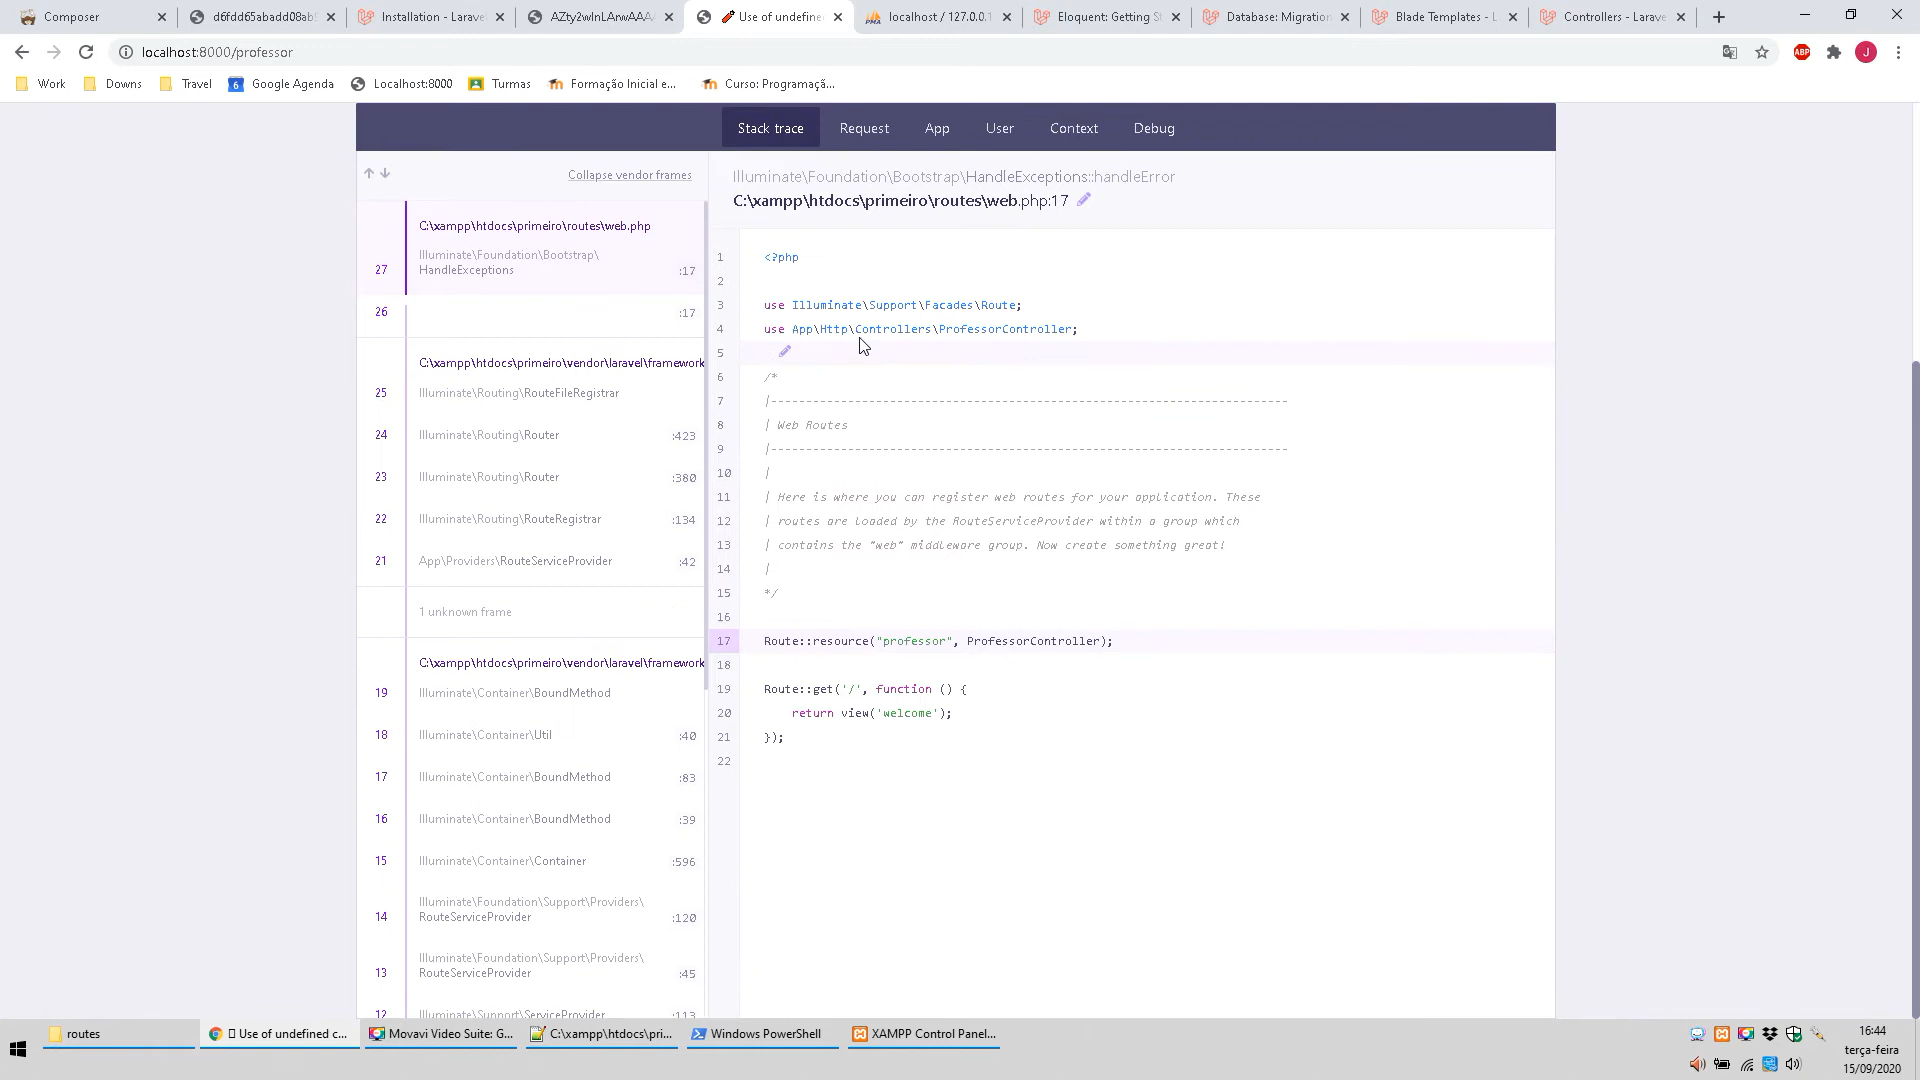 Composer
d6fdd65abadd08ab
Installation - Larave
AZty2wInLArwAAA
Use of undefine
localhost / 127.0.0.1
Eloquent: Getting S
Database: Migration
Blade Templates - L
Controllers - Larave
localhost:8000/professor
ABP
J
Work
Downs
Travel
6
Google Agenda
Localhost:8000
Turmas
Formação Inicial e...
Curso: Programaçã...
Stack trace
Request
App
User
Context
Debug
Collapse vendor frames
C:\xampp\htdocs\primeiro\routes\web.php
Illuminate\Foundation\Bootstrap\
27 HandleExceptions :17
26 :17
C:\xampp\htdocs\primeiro\vendor\laravel\framework
25 Illuminate\Routing\RouteFileRegistrar
24 Illuminate\Routing\Router :423
23 Illuminate\Routing\Router :380
22 Illuminate\Routing\RouteRegistrar :134
21 App\Providers\RouteServiceProvider :42
1 unknown frame
C:\xampp\htdocs\primeiro\vendor\laravel\framework
19 Illuminate\Container\BoundMethod
18 Illuminate\Container\Util :40
17 Illuminate\Container\BoundMethod :83
16 Illuminate\Container\BoundMethod :39
15 Illuminate\Container\Container :596
Illuminate\Foundation\Support\Providers\
14 RouteServiceProvider :120
Illuminate\Foundation\Support\Providers\
13 RouteServiceProvider :45
12 Illuminate\Support\ServiceProvider :113
Illuminate\Foundation\Bootstrap\HandleExceptions::handleError
C:\xampp\htdocs\primeiro\routes\web.php:17
1 <?php
2
3 use Illuminate\Support\Facades\Route;
4 use App\Http\Controllers\ProfessorController;
5
6 /*
7 |--------------------------------------------------------------------------
8 | Web Routes
9 |--------------------------------------------------------------------------
10 |
11 | Here is where you can register web routes for your application. These
12 | routes are loaded by the RouteServiceProvider within a group which
13 | contains the "web" middleware group. Now create something great!
14 |
15 */
16
17 Route::resource("professor", ProfessorController);
18
19 Route::get('/', function () {
20 return view('welcome');
21 });
22
routes
Use of undefined c...
Movavi Video Suite: G...
C:\xampp\htdocs\pri...
Windows PowerShell
XAMPP Control Panel...
16:44
terça-feira
15/09/2020